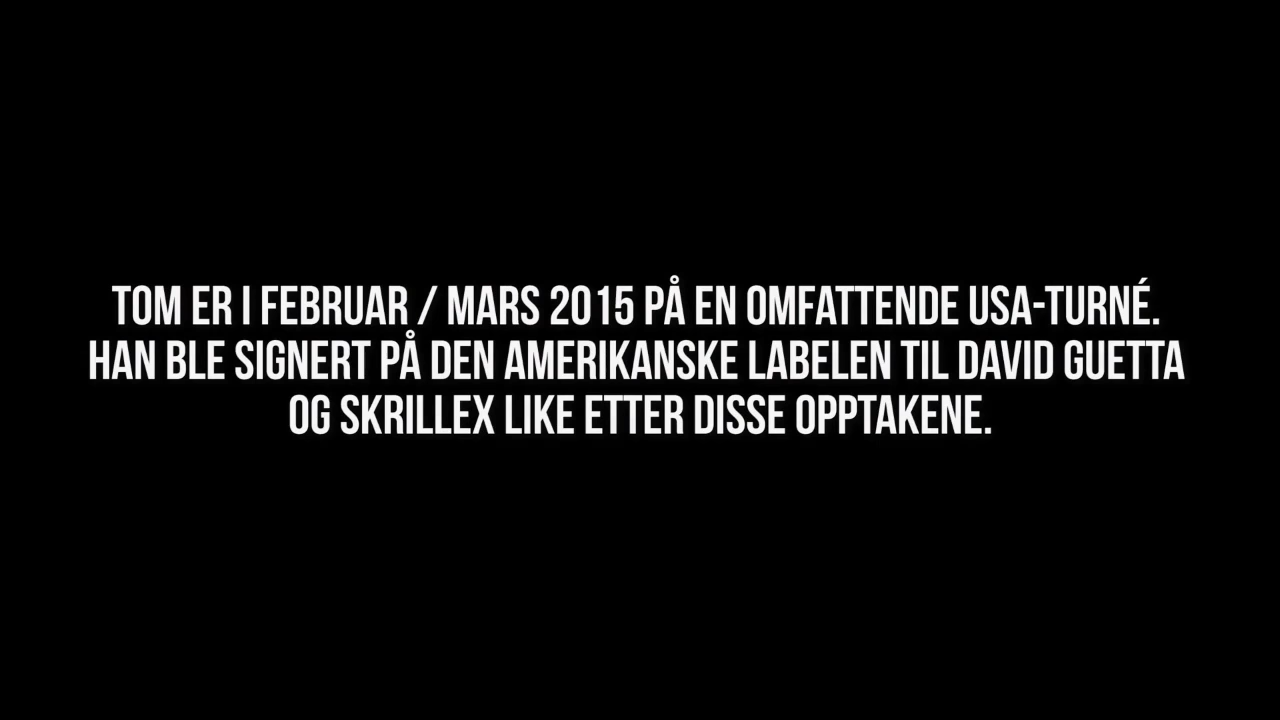 TOM ER I FEBRUAR / MARS 2015 PÅ EN OMFATTENDE USA-TURNÉ.
HAN BLE SIGNERT PÅ DEN AMERIKANSKE LABELEN TIL DAVID GUETTA
OG SKRILLEX LIKE ETTER DISSE OPPTAKENE.